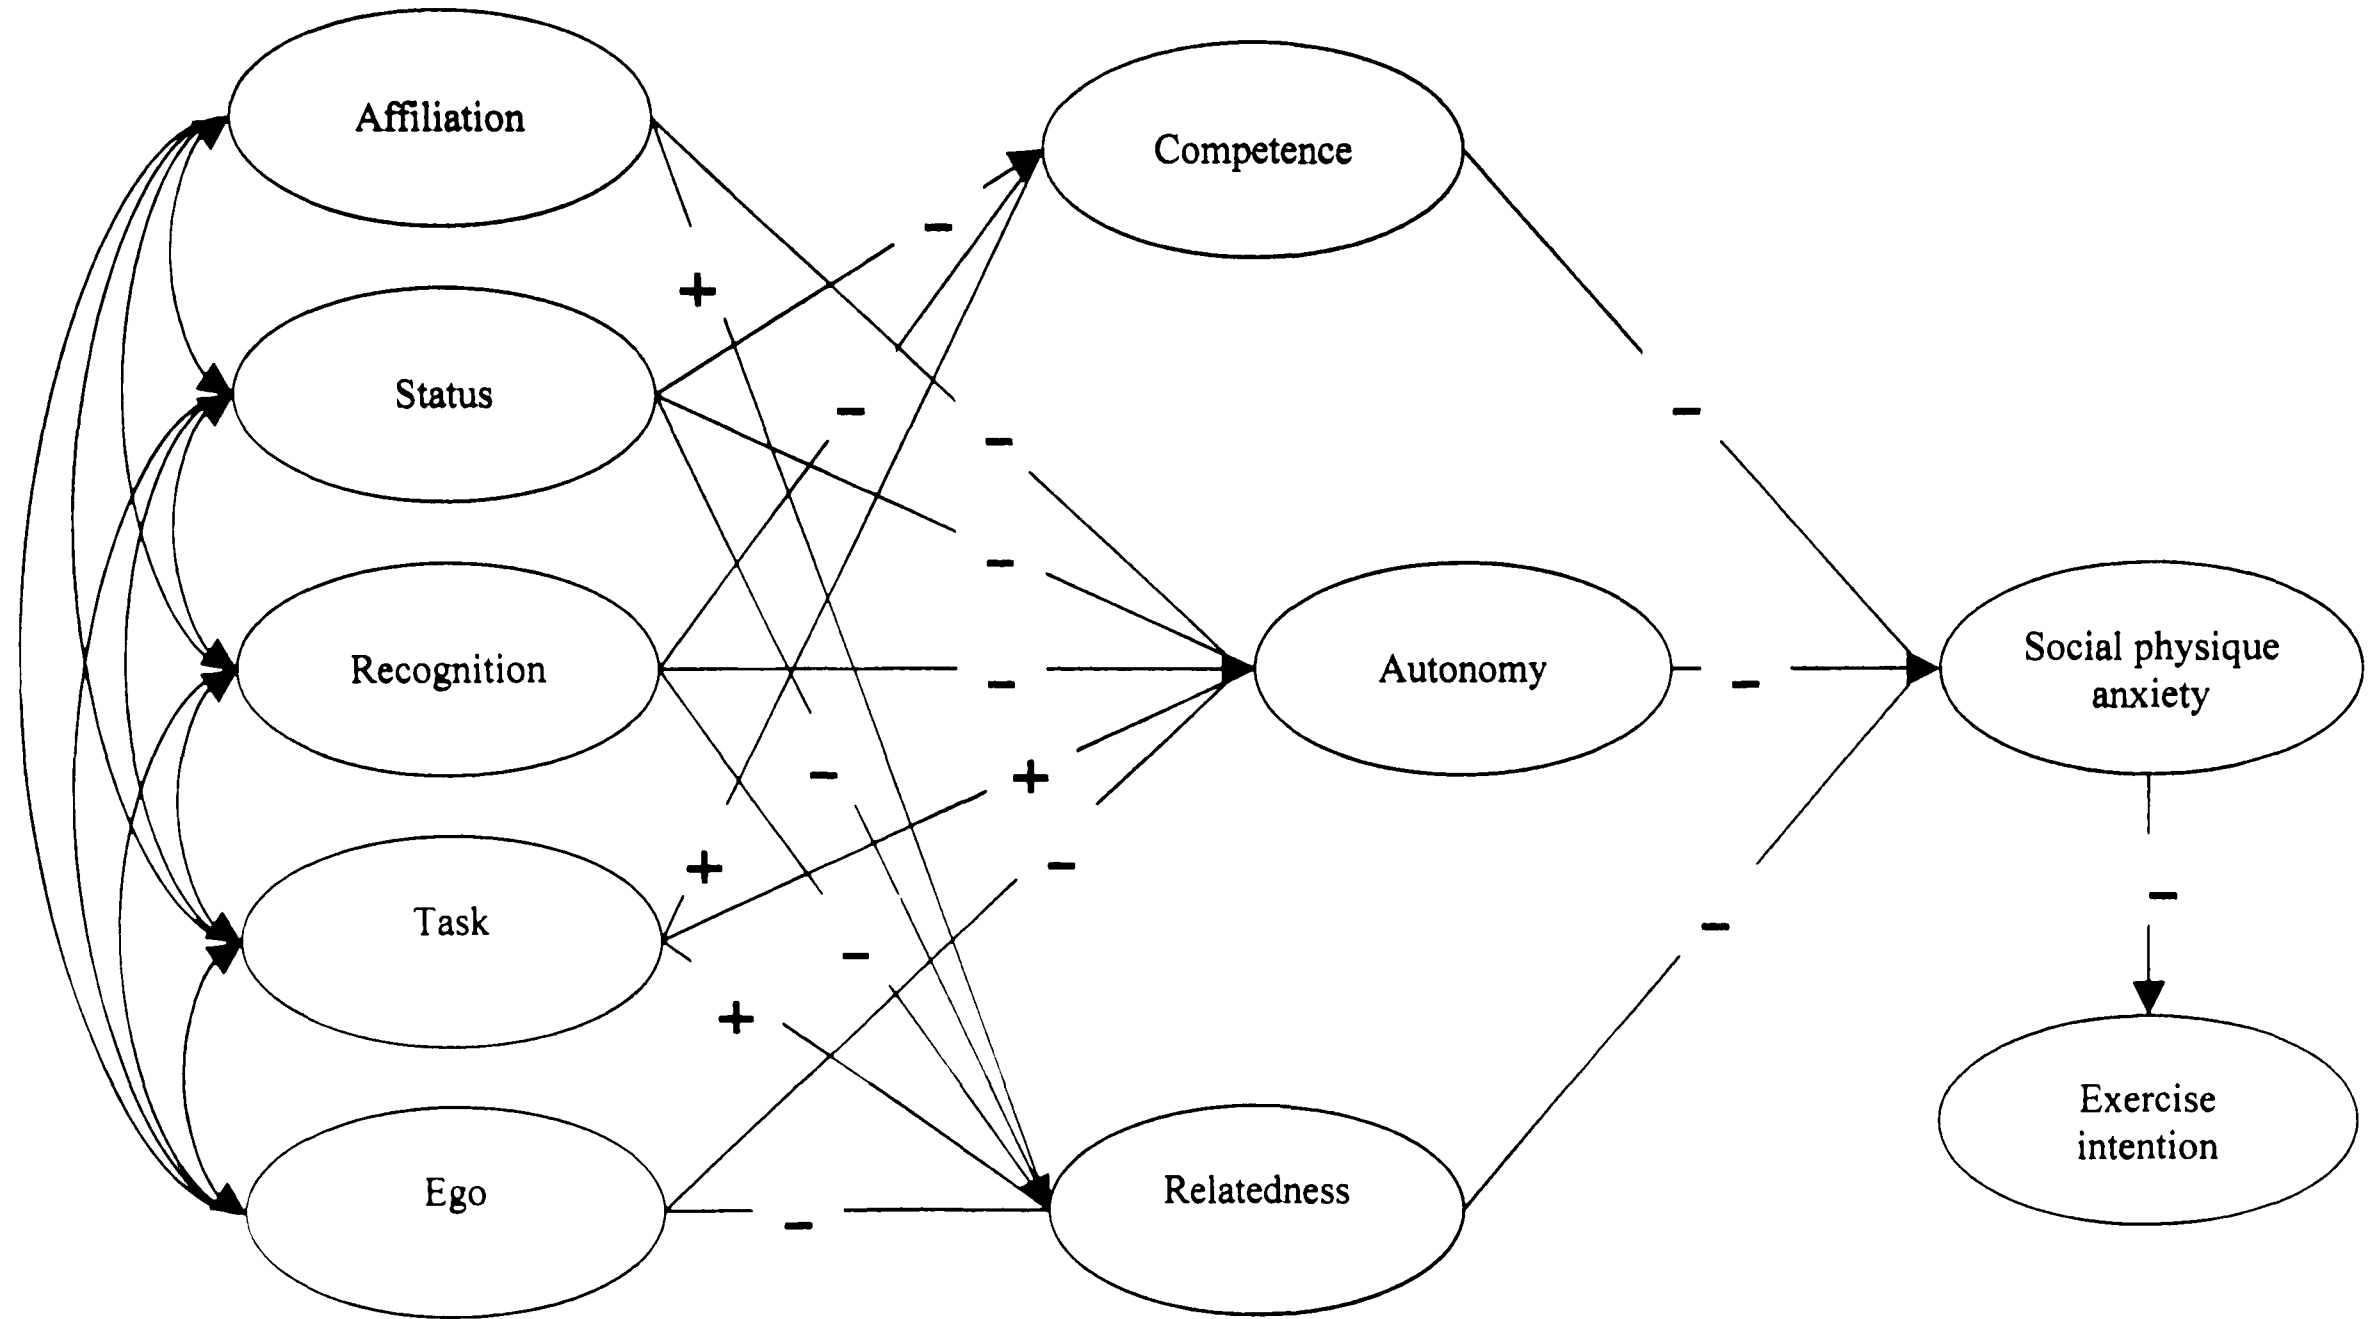 Affiliation
Competence
-
+
Status
-
-
-
-
Recognition
Autonomy
Social physique
anxiety
-
-
-
+
+
-
-
Task
-
-
+
Ego
Relatedness
-
Exercise
intention